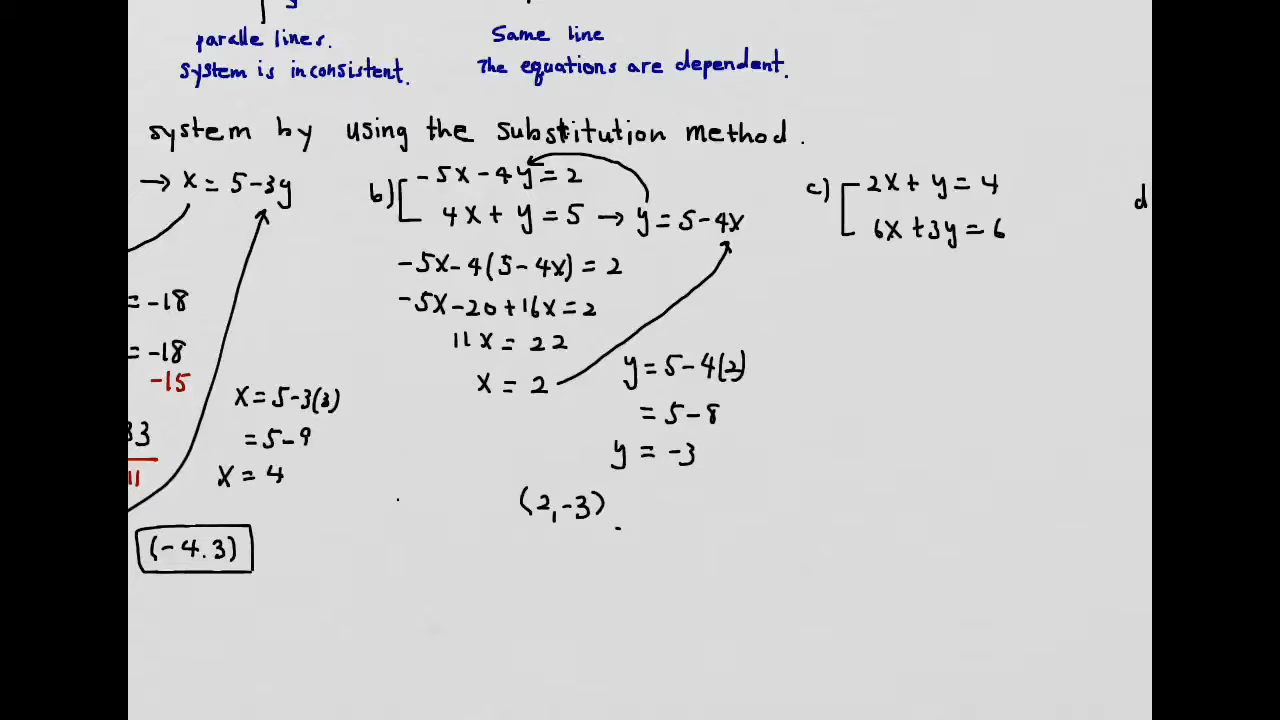 y
paralle lines.
System is inconsistent.
Same line
The equations are dependent.
system by using the substitution method.
→ x = 5-3y
= -18
= -18
-15
33
11
x = 5-3(3)
= 5-9
x = 4
(-4.3)
b) -5x-4y = 2
4x + y = 5 → y = 5-4x
-5x-4(5-4x) = 2
-5x-20+16x = 2
11x = 22
x = 2
y = 5-4(2)
= 5-8
y = -3
(2,-3)
c) 2x + y = 4
6x + 3y = 6
d